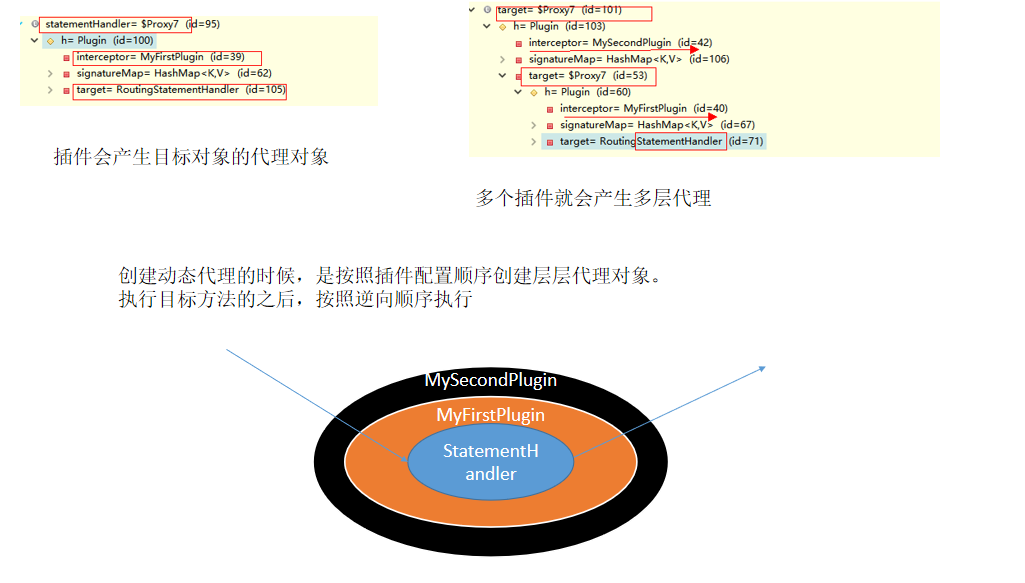 statementHandler= $Proxy7 (id=95)
h= Plugin (id=100)
interceptor= MyFirstPlugin (id=39)
signatureMap= HashMap<K,V> (id=62)
target= RoutingStatementHandler (id=105)
插件会产生目标对象的代理对象
target= $Proxy7 (id=101)
h= Plugin (id=103)
interceptor= MySecondPlugin (id=42)
signatureMap= HashMap<K,V> (id=106)
target= $Proxy7 (id=53)
h= Plugin (id=60)
interceptor= MyFirstPlugin (id=40)
signatureMap= HashMap<K,V> (id=67)
target= RoutingStatementHandler (id=71)
多个插件就会产生多层代理
创建动态代理的时候，是按照插件配置顺序创建层层代理对象。
执行目标方法的之后，按照逆向顺序执行
MySecondPlugin
MyFirstPlugin
StatementH
andler